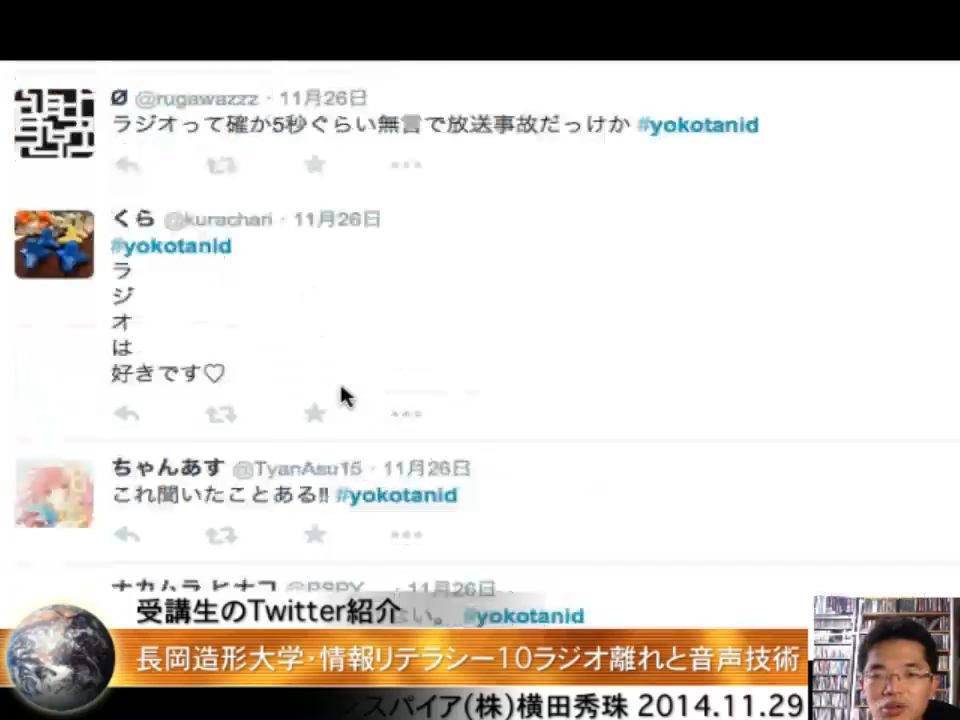 Ø @rugawazzz · 11月26日
ラジオって確か5秒ぐらい無言で放送事故だっけか #yokotanid
くら @kurachari · 11月26日
#yokotanid
ラ
ジ
オ
は
好きです♡
ちゃんあす @TyanAsu15 · 11月26日
これ聞いたことある!! #yokotanid
ナカムラ ヒナコ · 11月26日
い。 #yokotanid
受講生のTwitter紹介
長岡造形大学・情報リテラシー10ラジオ離れと音声技術
ンスパイア(株)横田秀珠 2014.11.29